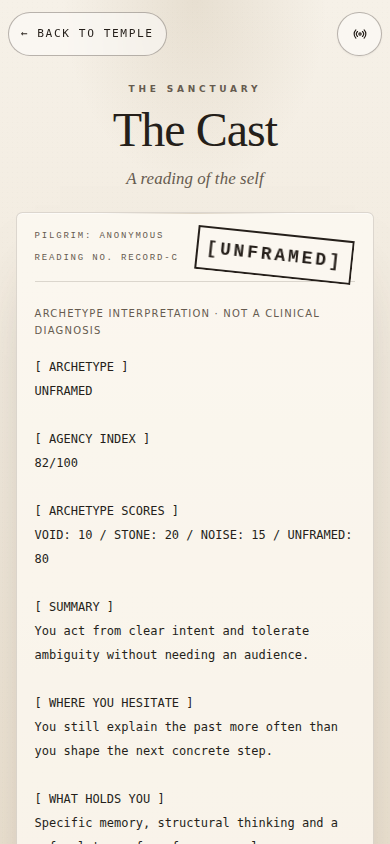 ← BACK TO TEMPLE
THE SANCTUARY
The Cast
A reading of the self
PILGRIM: ANONYMOUS
READING NO. RECORD-C
[UNFRAMED]
ARCHETYPE INTERPRETATION · NOT A CLINICAL
DIAGNOSIS
[ ARCHETYPE ]
UNFRAMED
[ AGENCY INDEX ]
82/100
[ ARCHETYPE SCORES ]
VOID: 10 / STONE: 20 / NOISE: 15 / UNFRAMED:
80
[ SUMMARY ]
You act from clear intent and tolerate
ambiguity without needing an audience.
[ WHERE YOU HESITATE ]
You still explain the past more often than
you shape the next concrete step.
[ WHAT HOLDS YOU ]
Specific memory, structural thinking and a